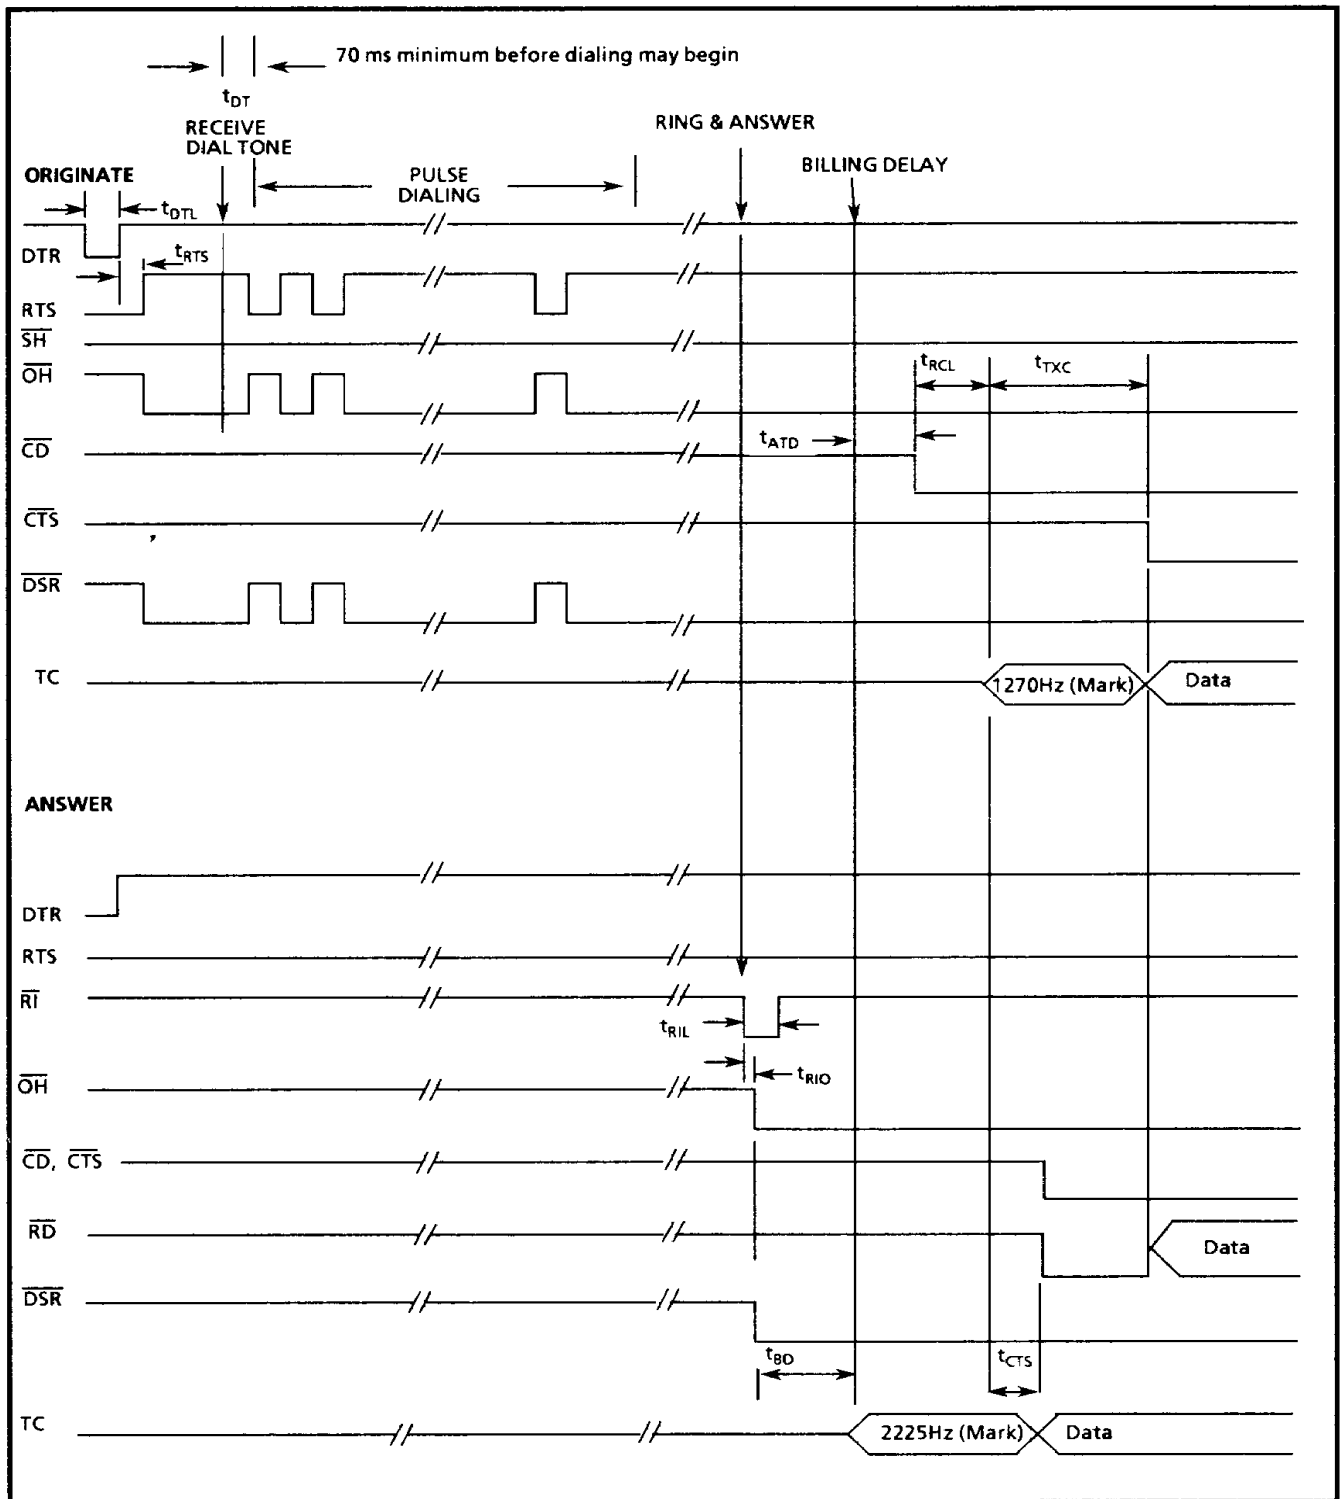 70 ms minimum before dialing may begin
tDT
RECEIVE
DIAL TONE
RING & ANSWER
BILLING DELAY
ORIGINATE
PULSE
DIALING
tDTL
DTR
tRTS
RTS
SH
OH
tRCL
tTXC
tATD
CD
CTS
DSR
TC
1270Hz (Mark)
Data
ANSWER
DTR
RTS
RI
tRIL
tRIO
OH
CD, CTS
RD
Data
DSR
tBD
tCTS
TC
2225Hz (Mark)
Data